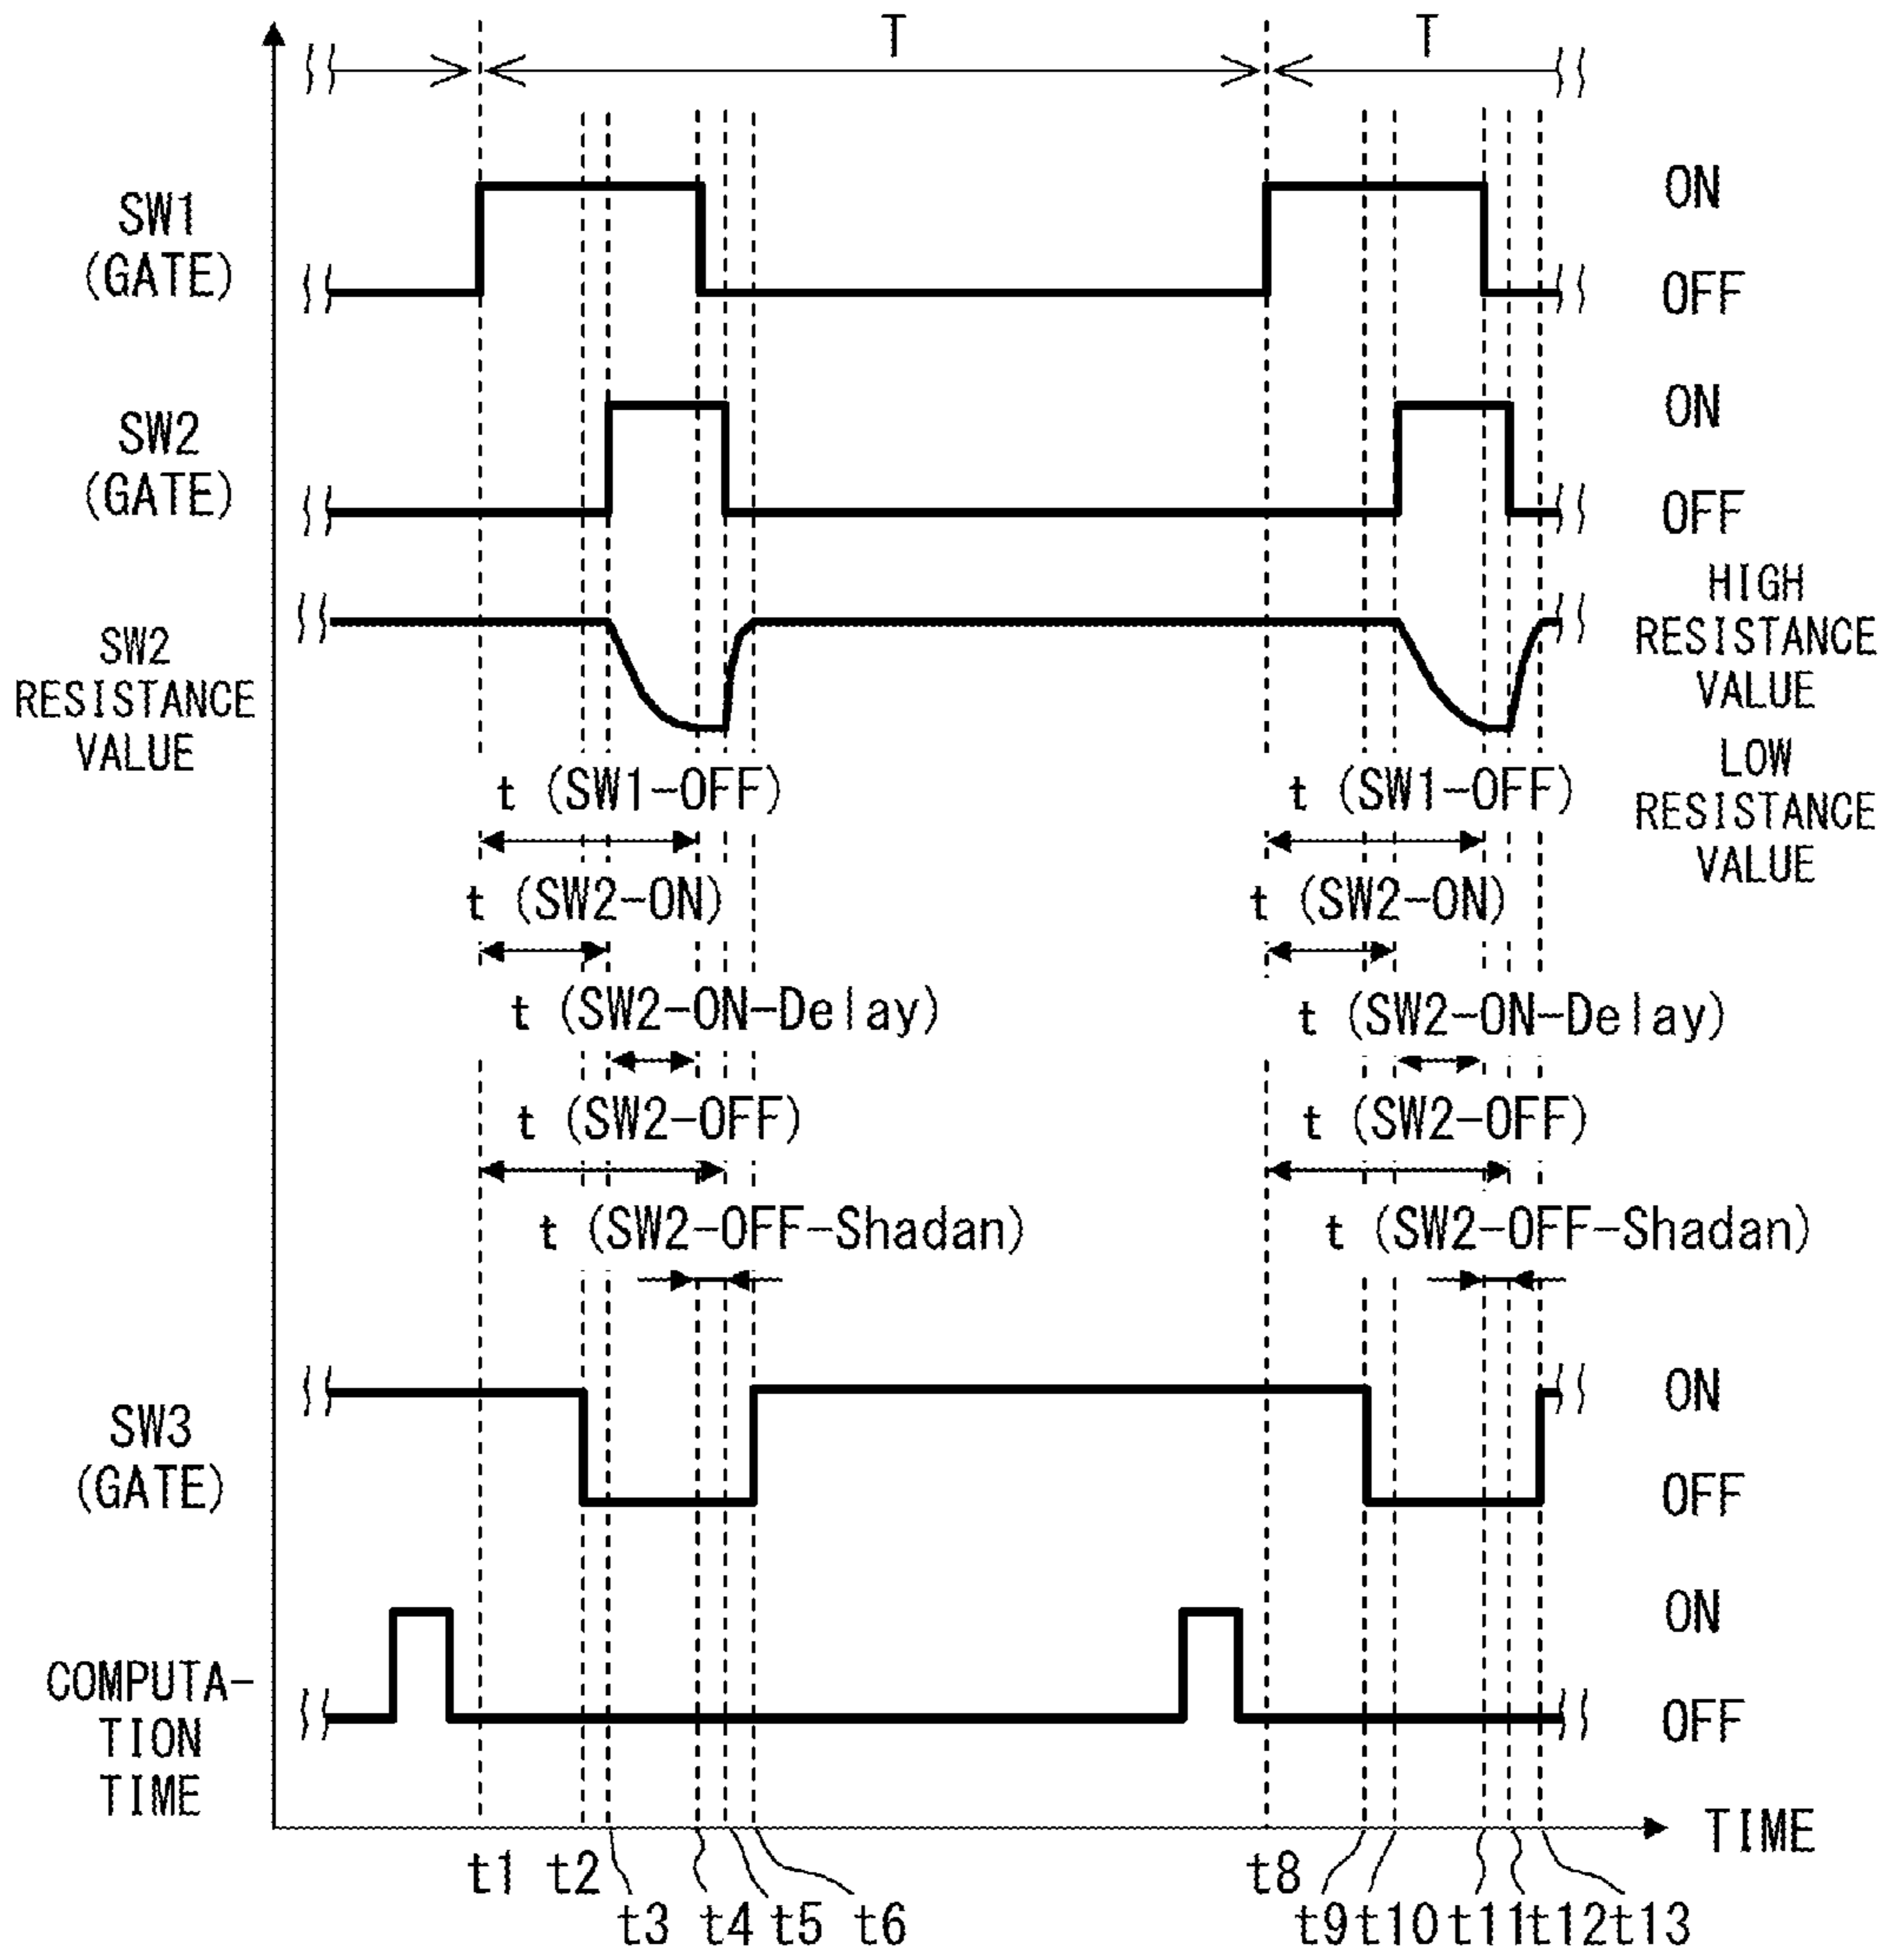 T T
SW1
(GATE)
ON
OFF
SW2
(GATE)
ON
OFF
SW2
RESISTANCE
VALUE
HIGH
RESISTANCE
VALUE
LOW
RESISTANCE
VALUE
t (SW1-OFF) t (SW1-OFF)
t (SW2-ON) t (SW2-ON)
t (SW2-ON-Delay) t (SW2-ON-Delay)
t (SW2-OFF) t (SW2-OFF)
t (SW2-OFF-Shadan) t (SW2-OFF-Shadan)
SW3
(GATE)
ON
OFF
COMPUTA-
TION
TIME
ON
OFF
TIME
t1 t2 t8
t3 t4 t5 t6 t9 t10 t11 t12 t13